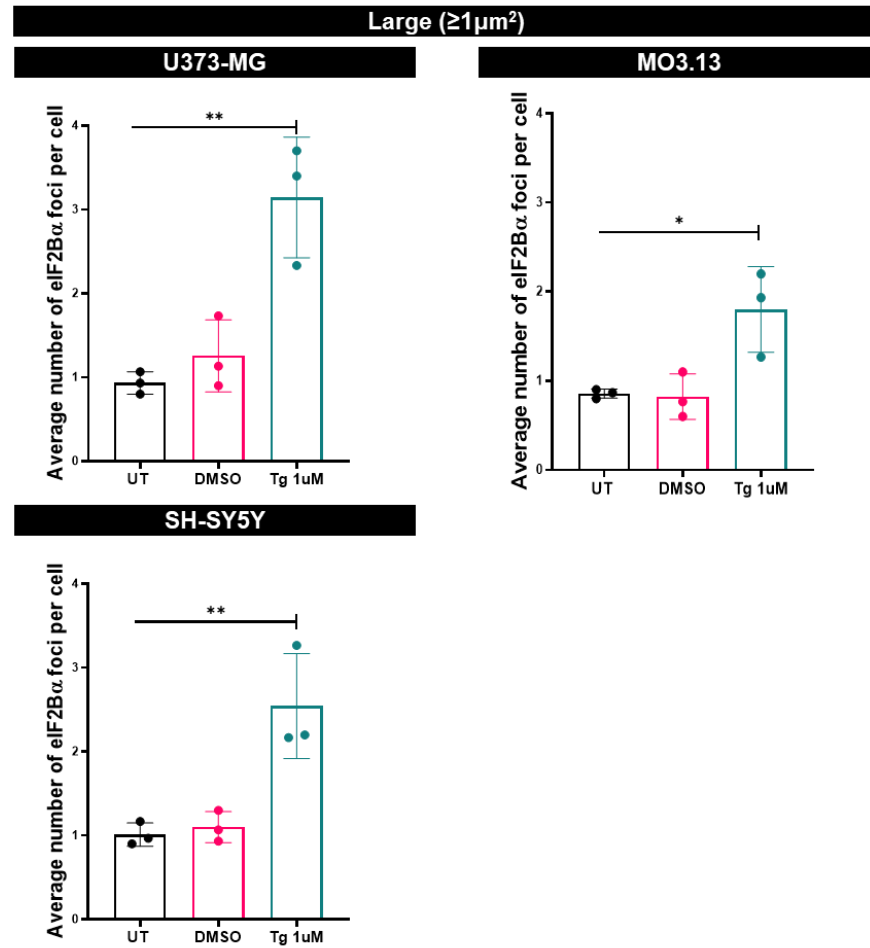 Large (≥1µm²)
U373-MG
Average number of eIF2Bα foci per cell
4
3
2
1
0
**
UT DMSO Tg 1uM
MO3.13
Average number of eIF2Bα foci per cell
4
3
2
1
0
*
UT DMSO Tg 1uM
SH-SY5Y
Average number of eIF2Bα foci per cell
4
3
2
1
0
**
UT DMSO Tg 1uM